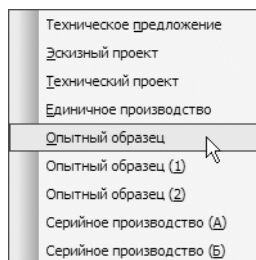 Техническое предложение
Эскизный проект
Технический проект
Единичное производство
Опытный образец
Опытный образец (1)
Опытный образец (2)
Серийное производство (А)
Серийное производство (Б)